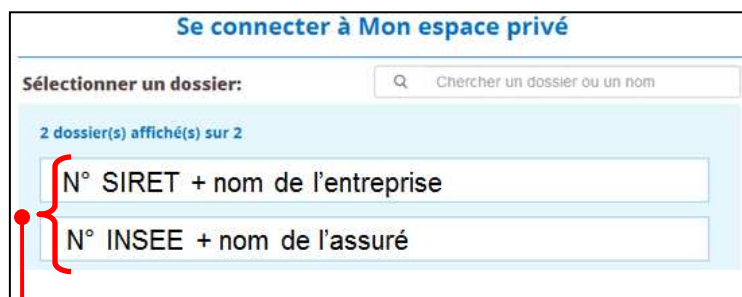 Se connecter à Mon espace privé
Sélectionner un dossier:
Chercher un dossier ou un nom
2 dossier(s) affiché(s) sur 2
N° SIRET + nom de l’entreprise
N° INSEE + nom de l’assuré